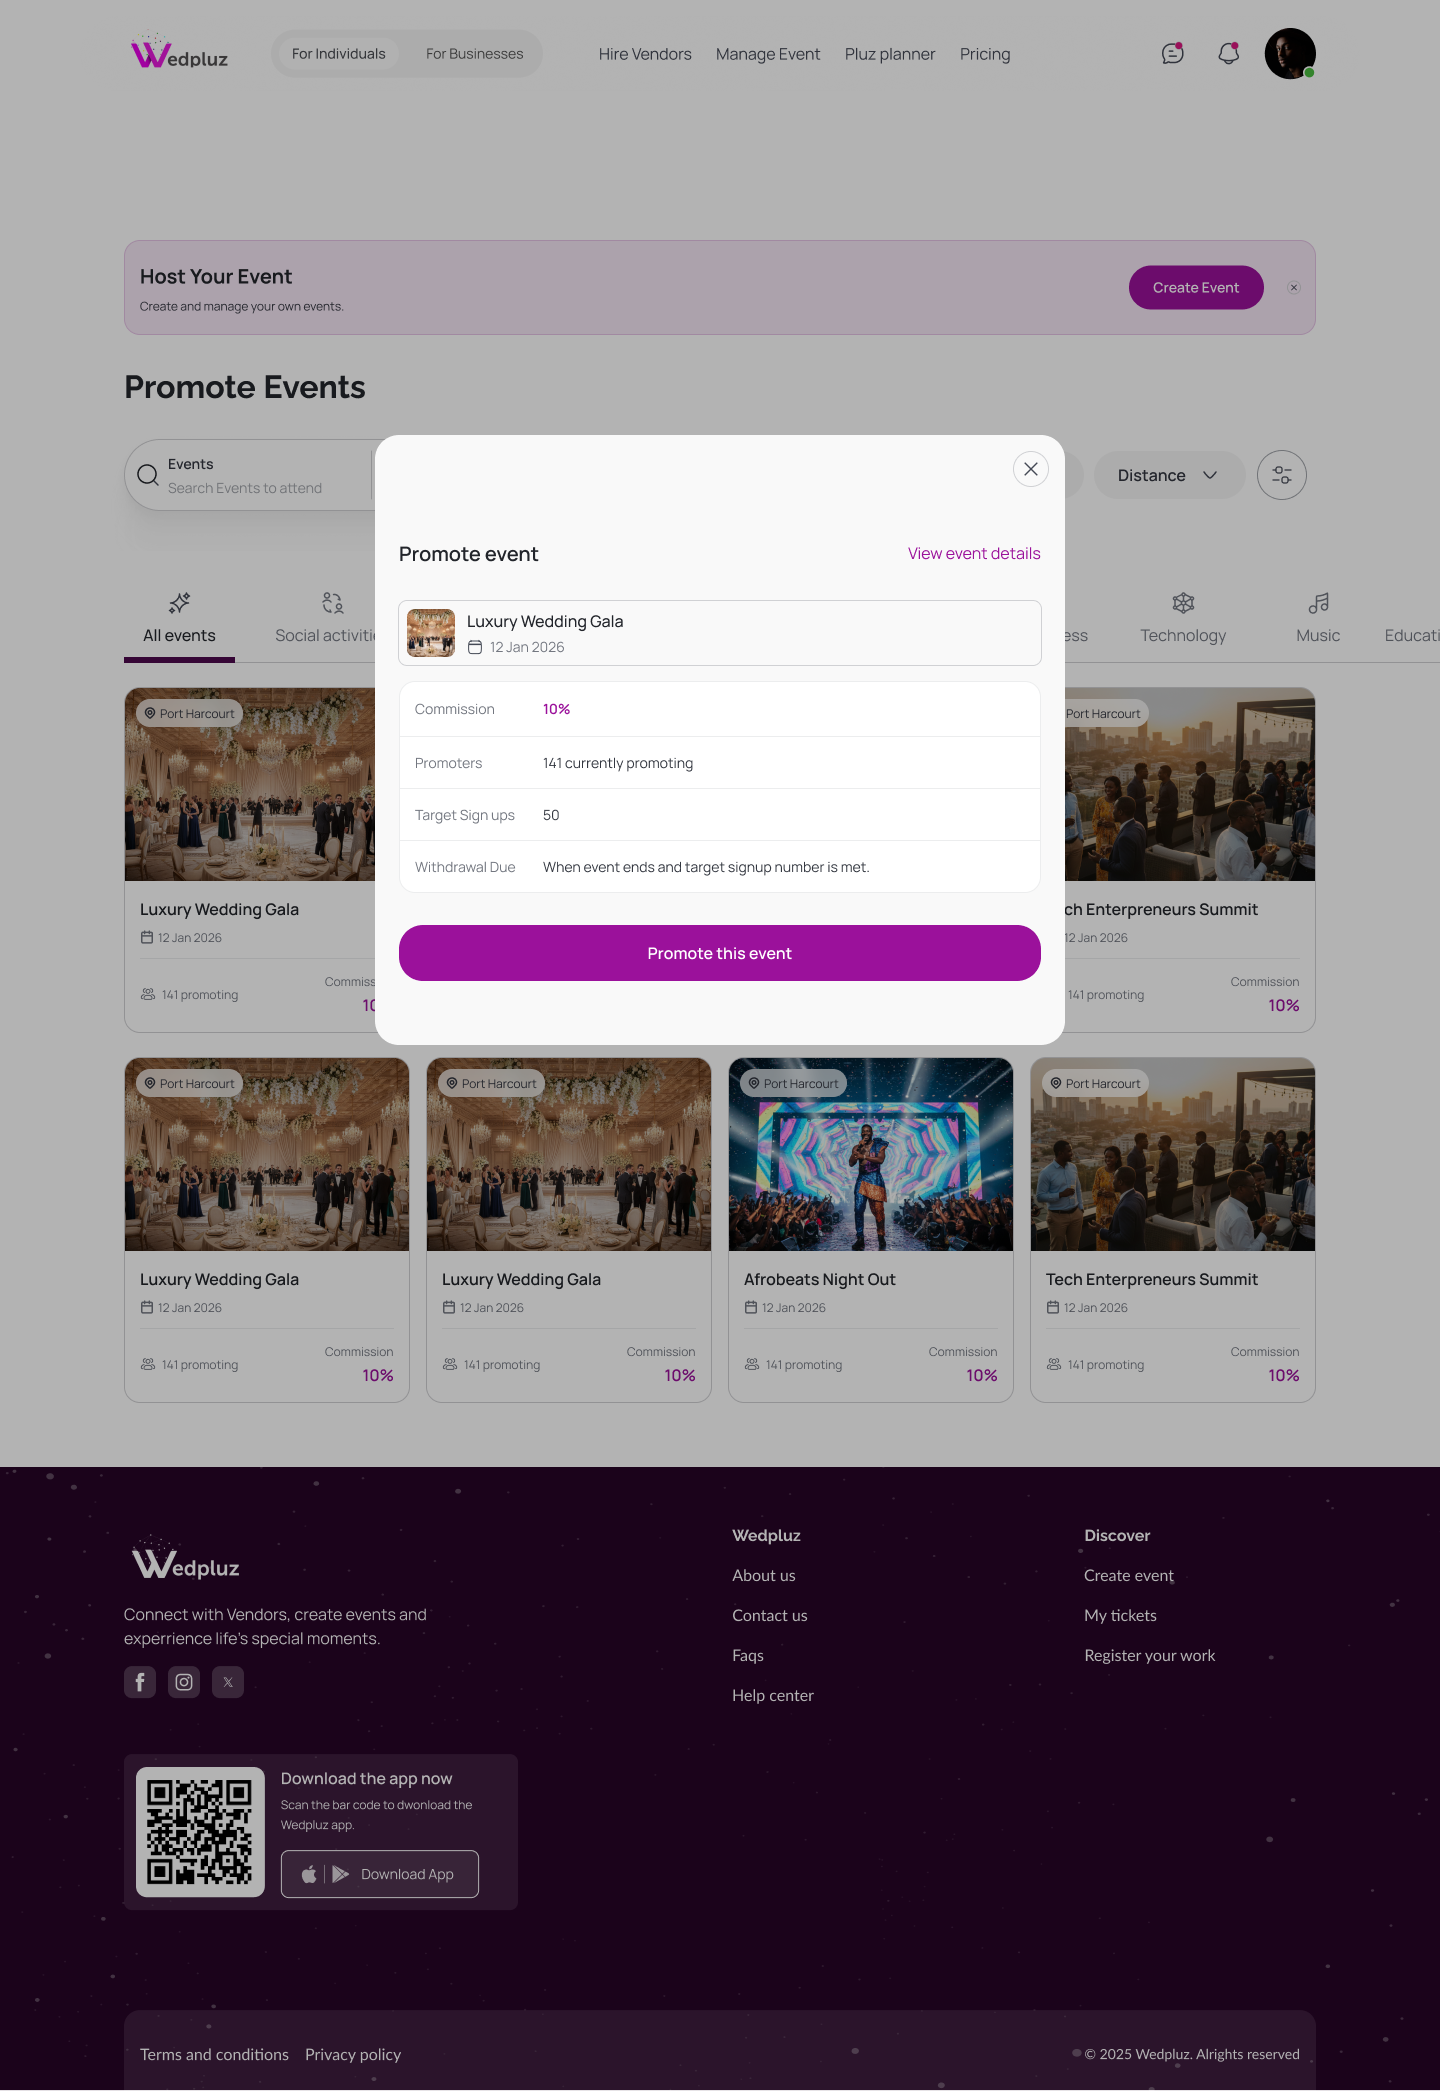 Wedpluz
For Individuals
For Businesses
Hire Vendors
Manage Event
Pluz planner
Pricing
Host Your Event
Create and manage your own events.
Create Event
Promote Events
Events
Search Events to attend
Distance
All events
Social activitie
ess
Technology
Music
Educati
Promote event
View event details
Luxury Wedding Gala
12 Jan 2026
Commission
10%
Promoters
141 currently promoting
Target Sign ups
50
Withdrawal Due
When event ends and target signup number is met.
Promote this event
Port Harcourt
Luxury Wedding Gala
12 Jan 2026
141 promoting
Commiss
10
Port Harcourt
ch Enterpreneurs Summit
12 Jan 2026
141 promoting
Commission
10%
Port Harcourt
Luxury Wedding Gala
12 Jan 2026
141 promoting
Commission
10%
Port Harcourt
Luxury Wedding Gala
12 Jan 2026
141 promoting
Commission
10%
Port Harcourt
Afrobeats Night Out
12 Jan 2026
141 promoting
Commission
10%
Port Harcourt
Tech Enterpreneurs Summit
12 Jan 2026
141 promoting
Commission
10%
Wedpluz
Connect with Vendors, create events and
experrience life's special moments.
Wedpluz
About us
Contact us
Faqs
Help center
Discover
Create event
My tickets
Register your work
Download the app now
Scan the bar code to dwonload the
Wedpluz app.
Download App
Terms and conditions
Privacy policy
© 2025 Wedpluz. Alrights reserved